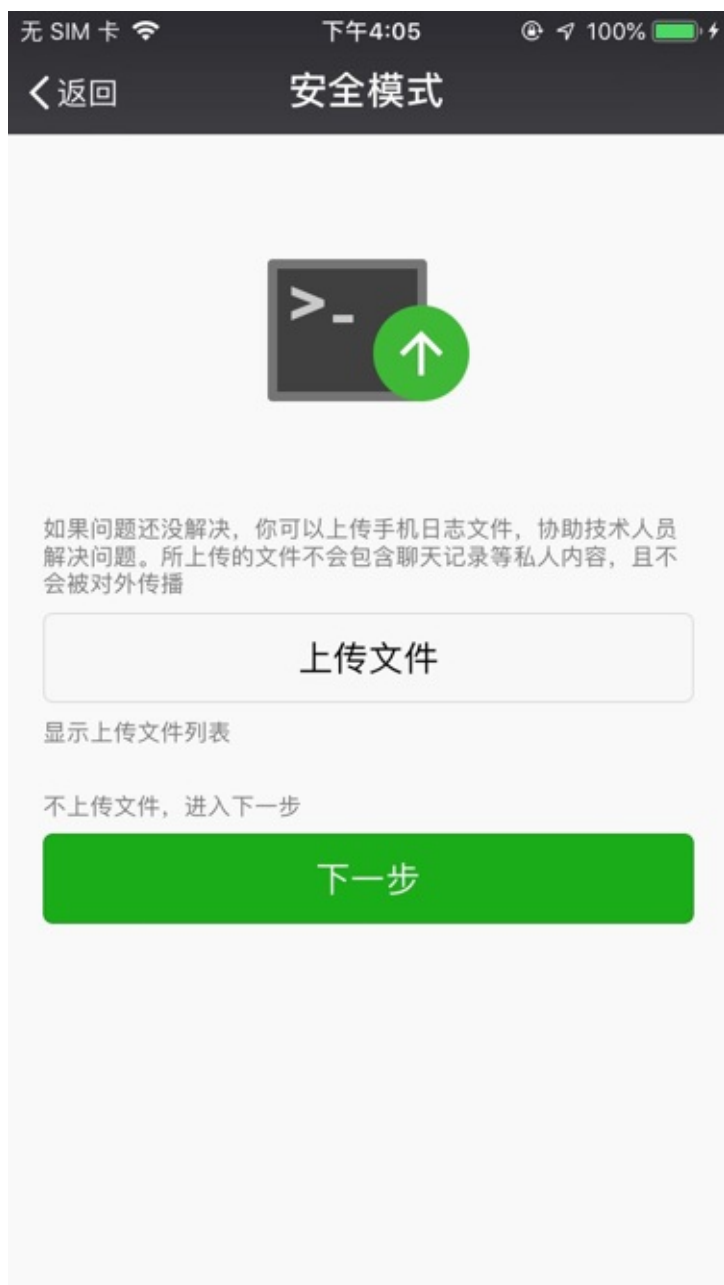 无 SIM 卡 下午4:05 100%
返回 安全模式
>_
如果问题还没解决，你可以上传手机日志文件，协助技术人员
解决问题。所上传的文件不会包含聊天记录等私人内容，且不
会被对外传播
上传文件
显示上传文件列表
不上传文件，进入下一步
下一步